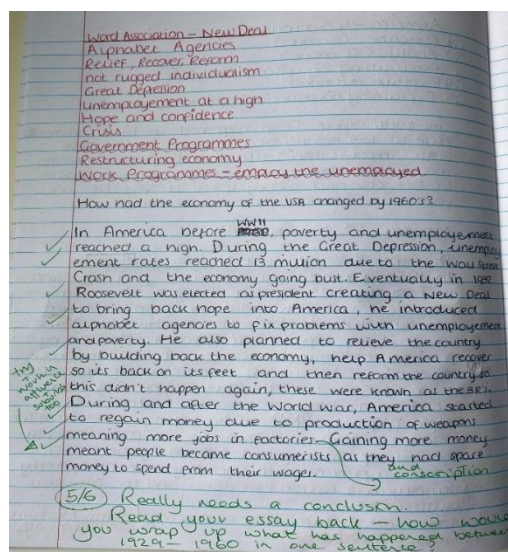 Word Association - New Deal
Alphabet Agencies
Relief, Recover, Reform
not rugged individualism
Great Depression
unemployement at a high
Hope and confidence
Crisis
Government Programmes
Restructuring economy
Work Programmes - employ the unemployed
How had the economy of the USA changed by 1960's?
WWII
In America before, poverty and unemployement
reached a high. During the Great Depression, unemploy
ement rates reached 13 million due to the Wall Street
Crash and the economy going bust. Eventually in 1932
Roosevelt was elected as president creating a New Deal
to bring back hope into America, he introduced
alphabet agencies to fix problems with unemployement
and poverty. He also planned to relieve the country
by building back the economy, help America recover
so its back on its feet and then reform the country so
this didn't happen again, these were known as the 3R's.
During and after the World war, America started
to regain money due to production of weapons
meaning more jobs in factories. Gaining more money
meant people became consumerists as they had space
money to spend from their wages.
and
conscription
try
work in
affluence
too
5/6 Really needs a conclusion.
Read your essay back - how would
you wrap up what has happened between
1929 - 1960 in one sentence